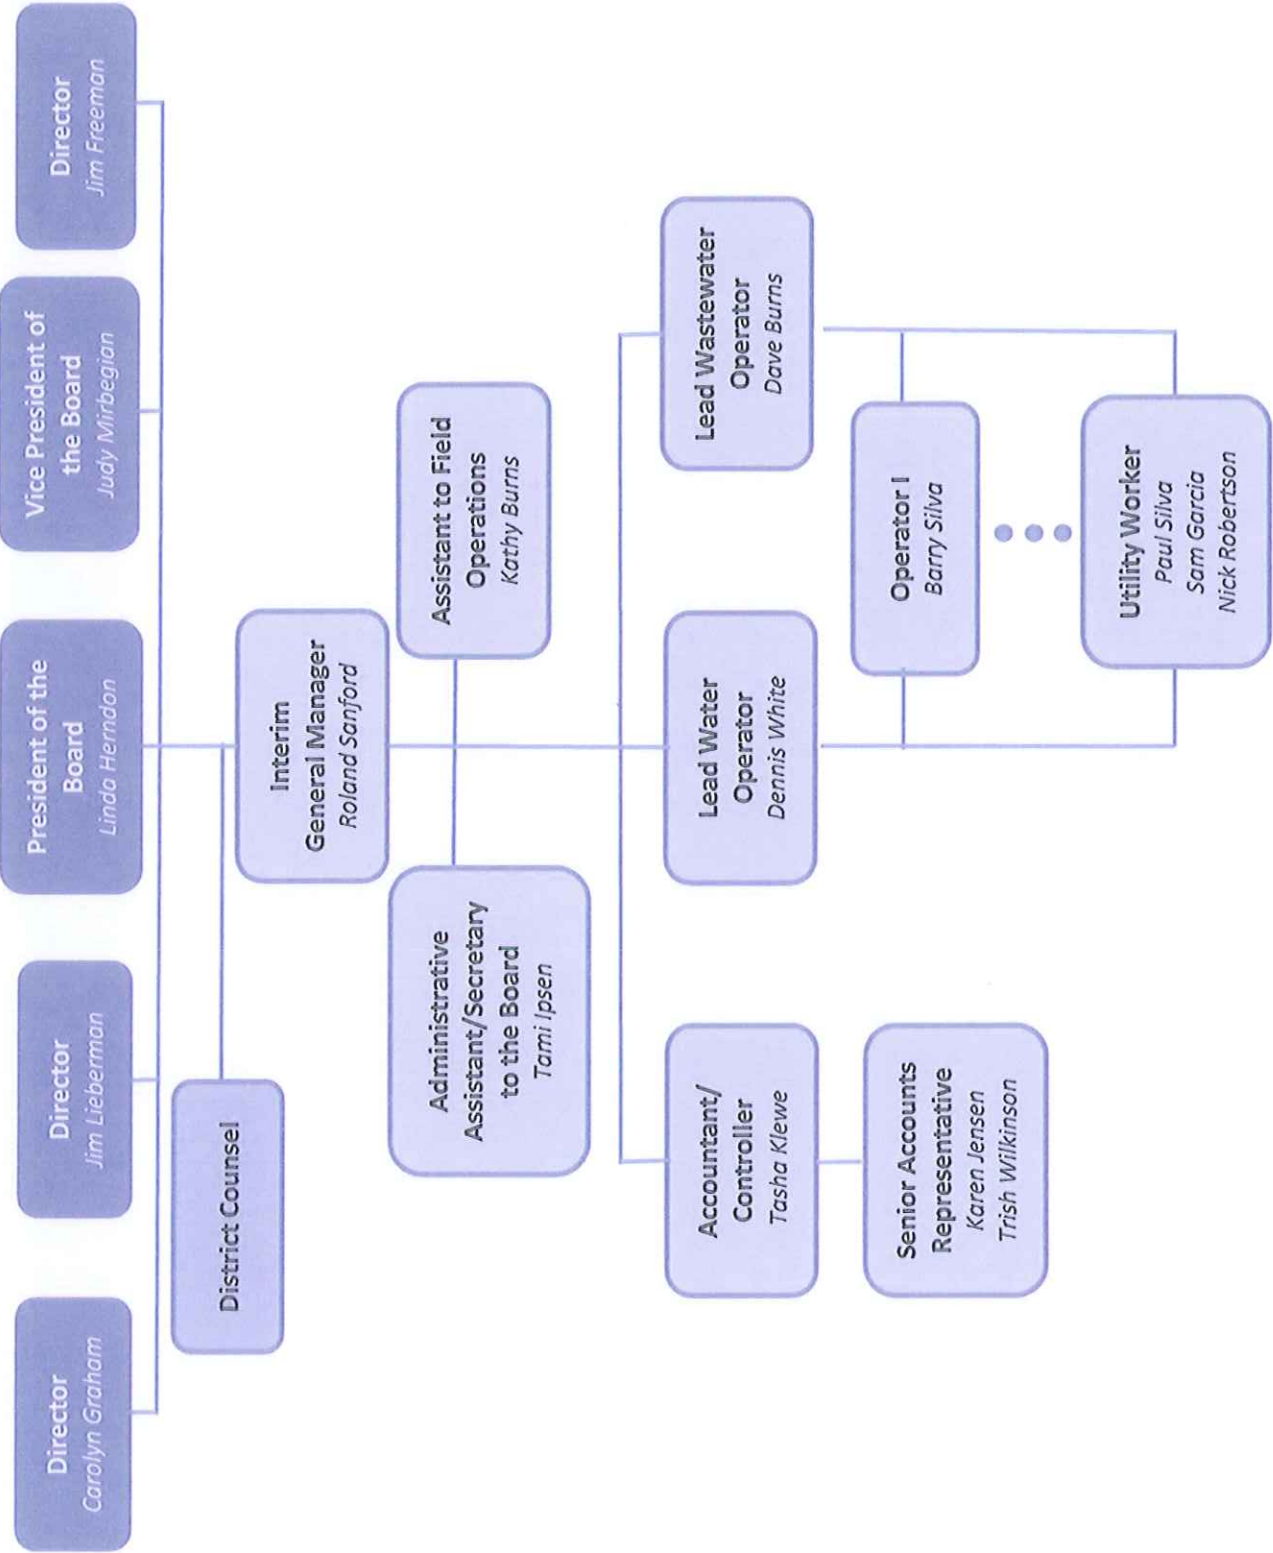 Director
Carolyn Graham
Director
Jim Lieberman
President of the
Board
Linda Herndon
Vice President of
the Board
Judy Mirbegian
Director
Jim Freeman
District Counsel
Interim
General Manager
Roland Sanford
Administrative
Assistant/Secretary
to the Board
Tami Ipsen
Assistant to Field
Operations
Kathy Burns
Accountant/
Controller
Tasha Klewe
Lead Water
Operator
Dennis White
Lead Wastewater
Operator
Dave Burns
Senior Accounts
Representative
Karen Jensen
Trish Wilkinson
Operator I
Barry Silva
Utility Worker
Paul Silva
Sam Garcia
Nick Robertson